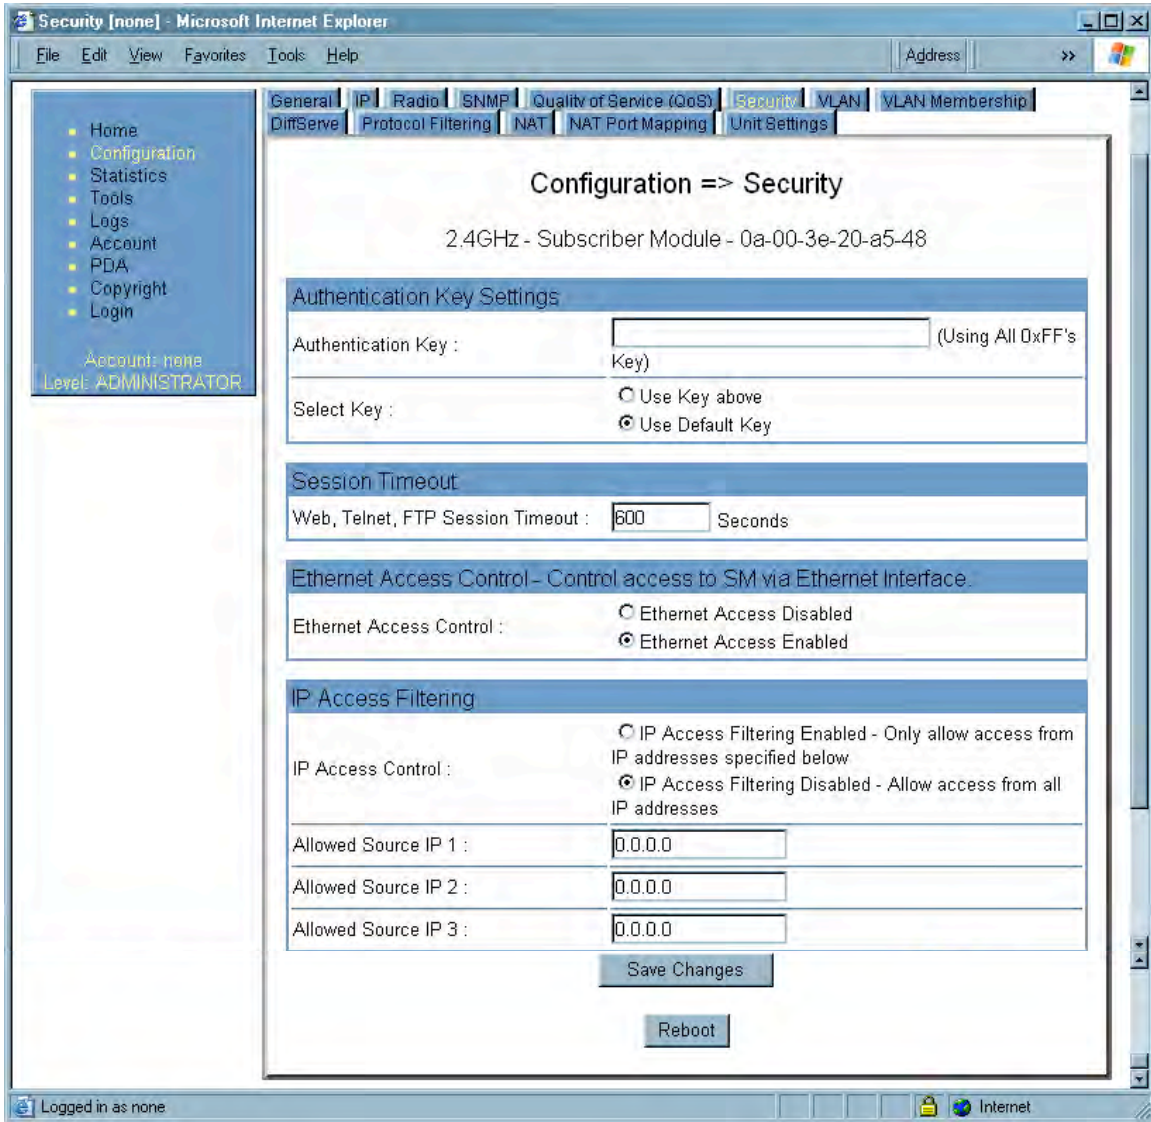 Security [none] - Microsoft Internet Explorer
File Edit View Favorites Tools Help Address »
General IP Radio SNMP Quality of Service (QoS) Security VLAN VLAN Membership
DiffServe Protocol Filtering NAT NAT Port Mapping Unit Settings
Home
Configuration
Statistics
Tools
Logs
Account
PDA
Copyright
Login
Account: none
Level: ADMINISTRATOR
Configuration => Security
2.4GHz - Subscriber Module - 0a-00-3e-20-a5-48
Authentication Key Settings
Authentication Key : (Using All 0xFF's
Key)
Select Key :
Use Key above
Use Default Key
Session Timeout
Web, Telnet, FTP Session Timeout : 600 Seconds
Ethernet Access Control - Control access to SM via Ethernet Interface.
Ethernet Access Control :
Ethernet Access Disabled
Ethernet Access Enabled
IP Access Filtering
IP Access Control :
IP Access Filtering Enabled - Only allow access from
IP addresses specified below
IP Access Filtering Disabled - Allow access from all
IP addresses
Allowed Source IP 1 : 0.0.0.0
Allowed Source IP 2 : 0.0.0.0
Allowed Source IP 3 : 0.0.0.0
Save Changes
Reboot
Logged in as none Internet